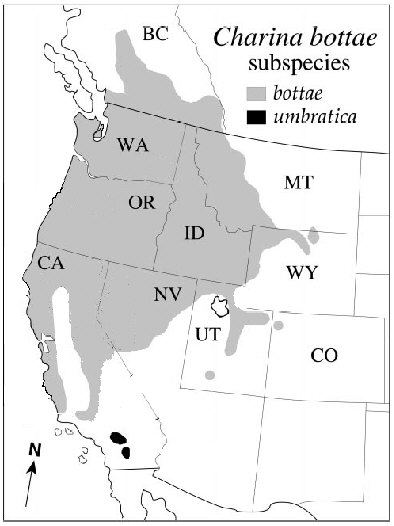 BC
Charina bottae
subspecies
bottae
umbratica
WA
MT
OR
ID
CA
WY
NV
UT
CO
N